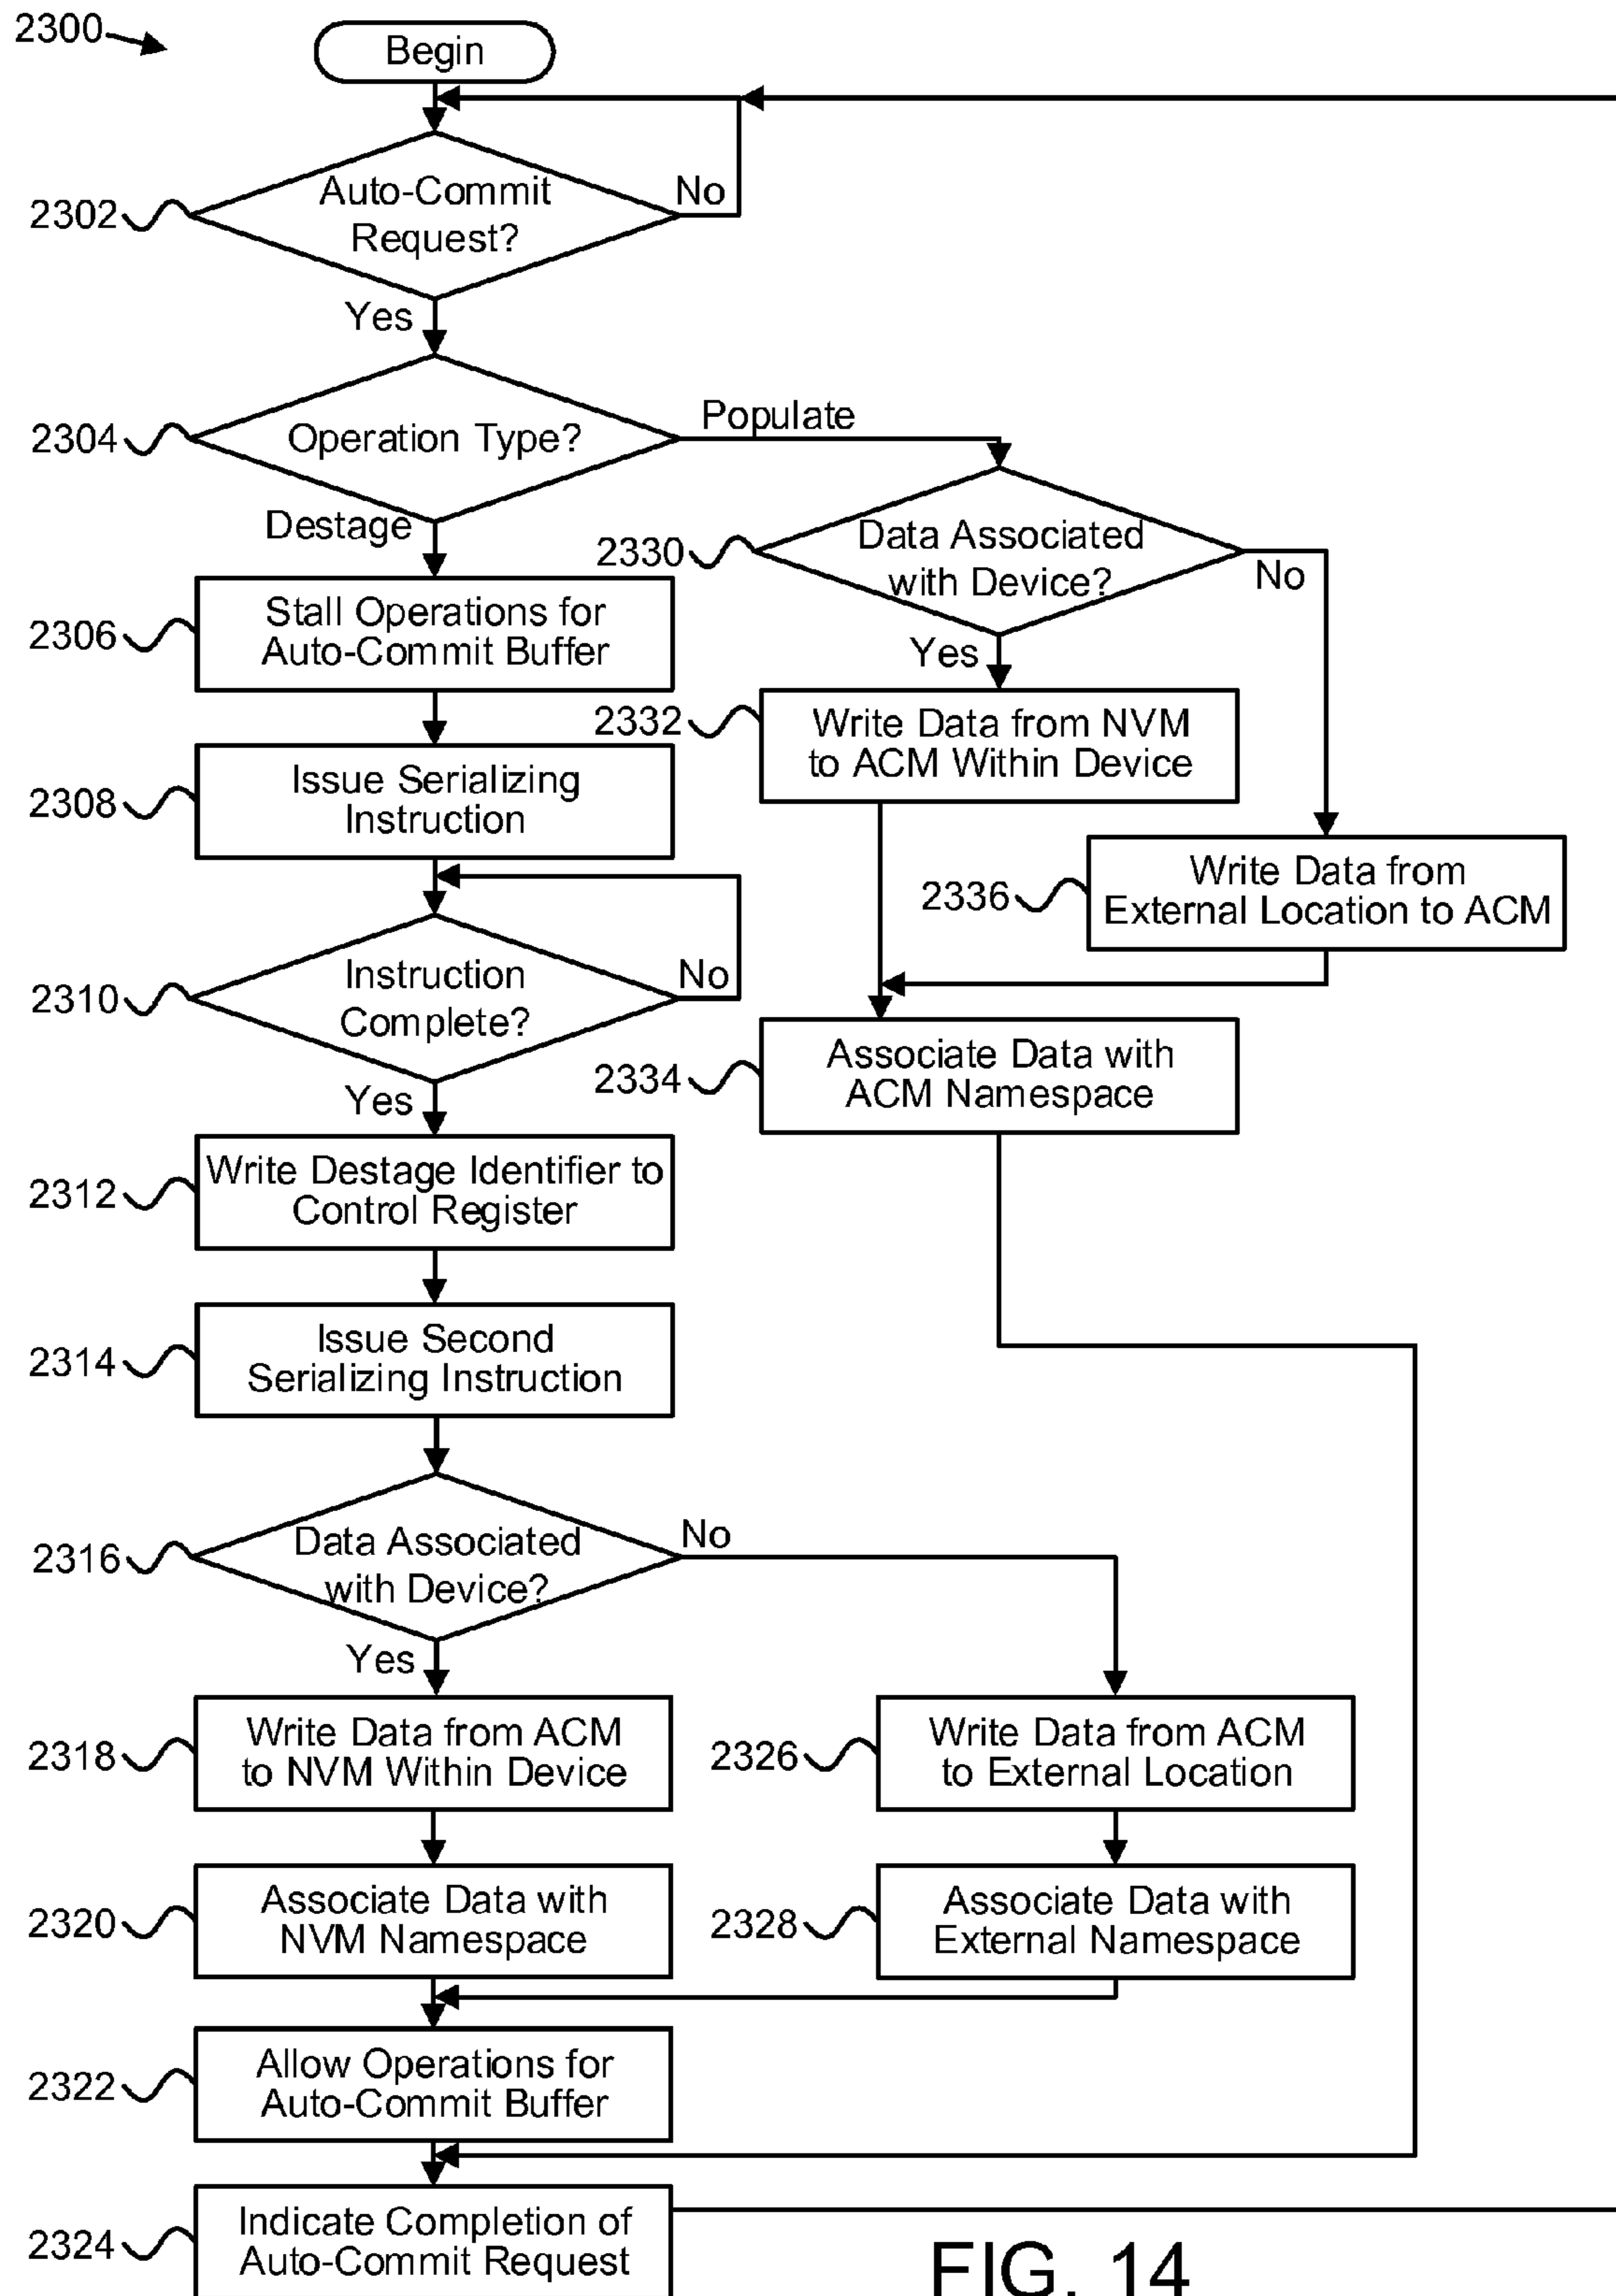 2300
Begin
2302
Auto-Commit
Request?
No
Yes
2304
Operation Type?
Populate
Destage
2330
Data Associated
with Device?
No
Yes
2306
Stall Operations for
Auto-Commit Buffer
2332
Write Data from NVM
to ACM Within Device
2308
Issue Serializing
Instruction
2336
Write Data from
External Location to ACM
2310
Instruction
Complete?
No
Yes
2334
Associate Data with
ACM Namespace
2312
Write Destage Identifier to
Control Register
2314
Issue Second
Serializing Instruction
2316
Data Associated
with Device?
No
Yes
2318
Write Data from ACM
to NVM Within Device
2326
Write Data from ACM
to External Location
2320
Associate Data with
NVM Namespace
2328
Associate Data with
External Namespace
2322
Allow Operations for
Auto-Commit Buffer
2324
Indicate Completion of
Auto-Commit Request
FIG. 14